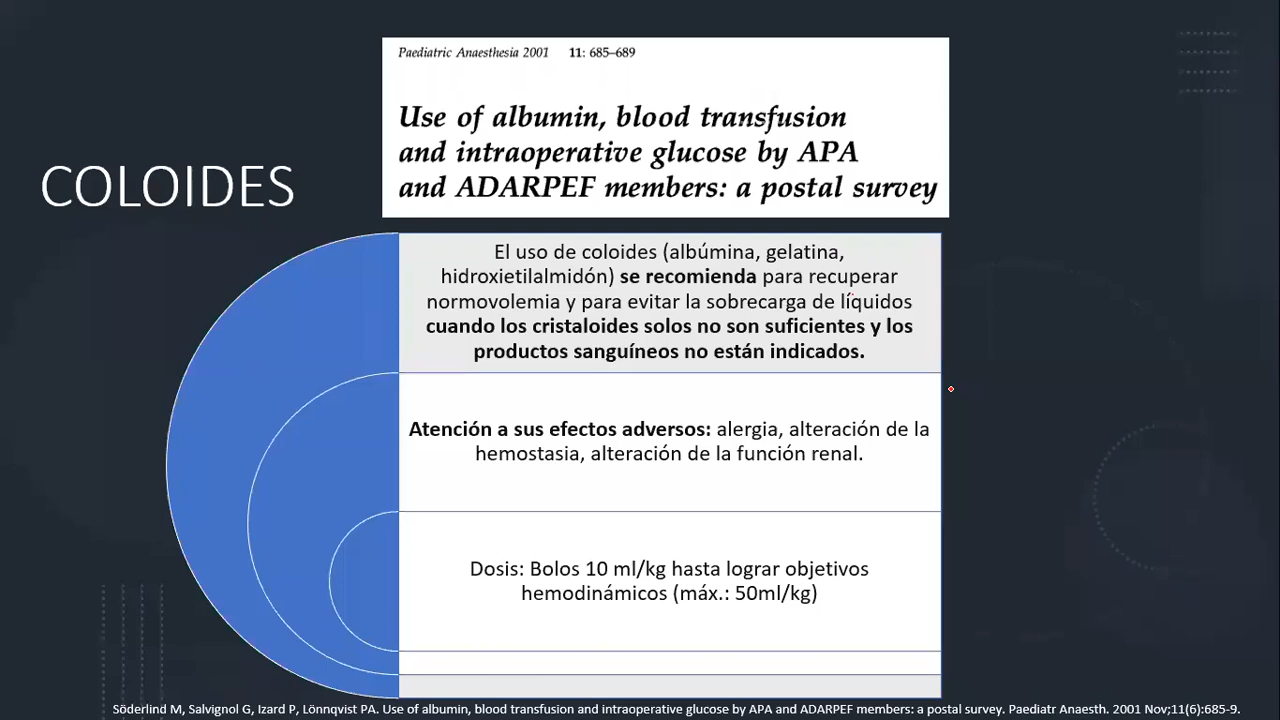 Paediatric Anaesthesia 2001 11: 685–689
Use of albumin, blood transfusion
and intraoperative glucose by APA
and ADARPEF members: a postal survey
COLOIDES
El uso de coloides (albúmina, gelatina,
hidroxietilalmidón) se recomienda para recuperar
normovolemia y para evitar la sobrecarga de líquidos
cuando los cristaloides solos no son suficientes y los
productos sanguíneos no están indicados.
Atención a sus efectos adversos: alergia, alteración de la
hemostasia, alteración de la función renal.
Dosis: Bolos 10 ml/kg hasta lograr objetivos
hemodinámicos (máx.: 50ml/kg)
Söderlind M, Salvignol G, Izard P, Lönnqvist PA. Use of albumin, blood transfusion and intraoperative glucose by APA and ADARPEF members: a postal survey. Paediatr Anaesth. 2001 Nov;11(6):685-9.